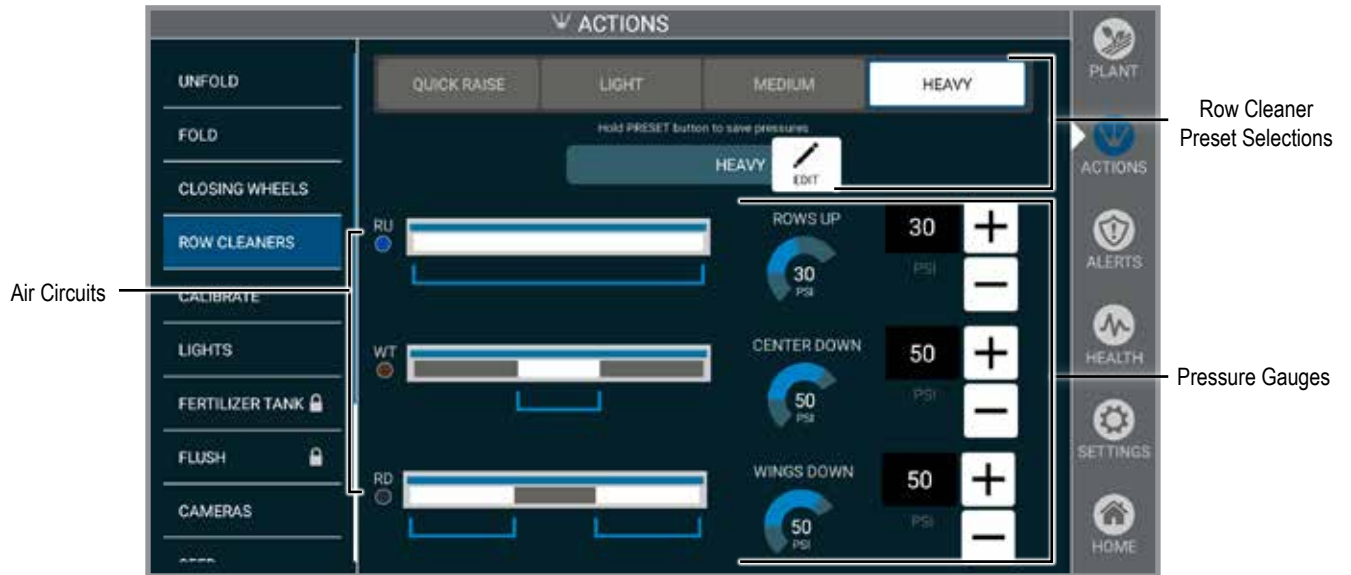 ACTIONS
UNFOLD
FOLD
CLOSING WHEELS
ROW CLEANERS
CALIBRATE
LIGHTS
FERTILIZER TANK
FLUSH
CAMERAS
QUICK RAISE
LIGHT
MEDIUM
HEAVY
Hold PRESET button to save pressures
HEAVY
EDIT
RU
ROWS UP
30
PSI
30
PSI
+
−
WT
CENTER DOWN
50
PSI
50
PSI
+
−
RD
WINGS DOWN
50
PSI
50
PSI
+
−
PLANT
ACTIONS
ALERTS
HEALTH
SETTINGS
HOME
Air Circuits
Row Cleaner
Preset Selections
Pressure Gauges